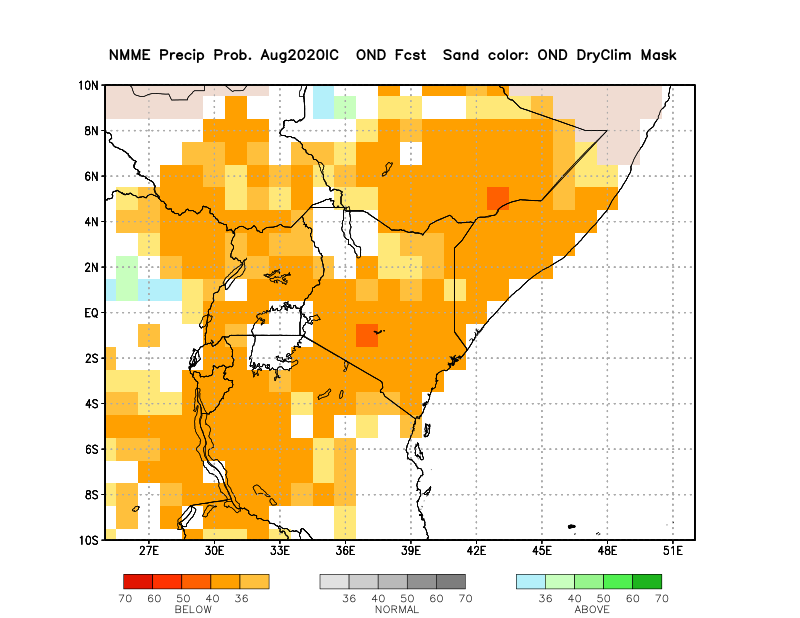 NMME Precip Prob. Aug2020IC OND Fcst Sand color: OND DryClim Mask
10N
8N
6N
4N
2N
EQ
2S
4S
6S
8S
10S
27E 30E 33E 36E 39E 42E 45E 48E 51E
70 60 50 40 36 36 40 50 60 70 36 40 50 60 70
BELOW NORMAL ABOVE